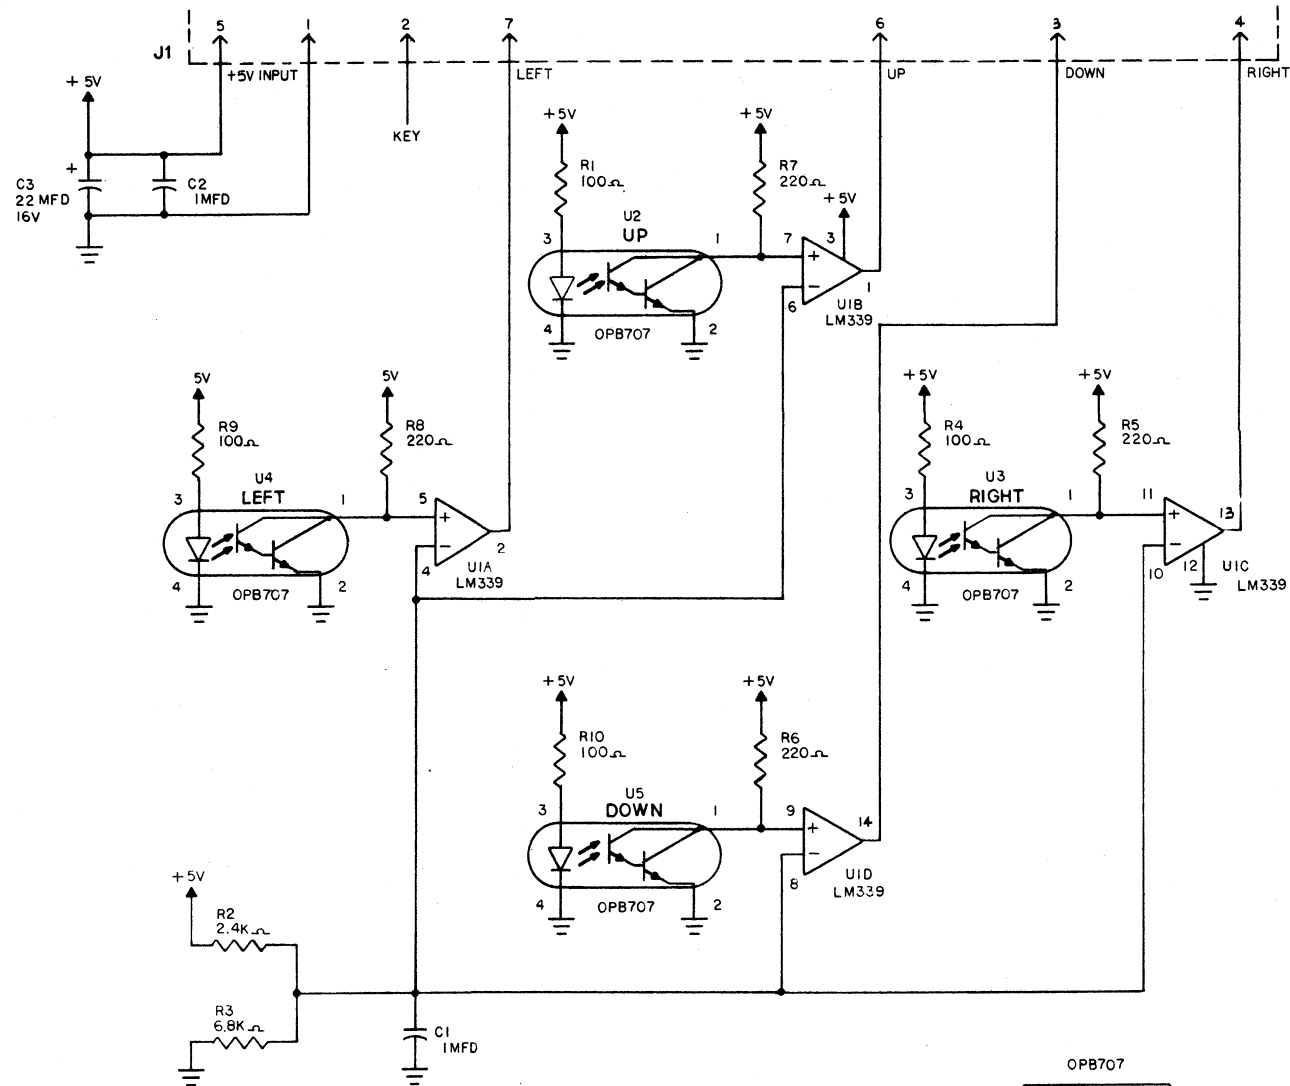 5 1 2 7 6 3 4
J1
+5V INPUT LEFT UP DOWN RIGHT
+ 5V
KEY
+
C3
22 MFD
16V
C2
1MFD
+5V +5V
R1
100Ω
R7
220Ω
+5V
U2
UP
3 1 7 3
+
−
6 1
4 2
OPB707
U1B
LM339
5V 5V
R9
100Ω
R8
220Ω
U4
LEFT
3 1 5
+
−
4 2
4 2
OPB707
U1A
LM339
+5V +5V
R4
100Ω
R5
220Ω
U3
RIGHT
3 1 11 13
+
−
10 12
4 2
OPB707
U1C
LM339
+5V +5V
R10
100Ω
R6
220Ω
U5
DOWN
3 1 9 14
+
−
8
4 2
OPB707
U1D
LM339
+5V
R2
2.4KΩ
R3
6.8KΩ
C1
1MFD
OPB707